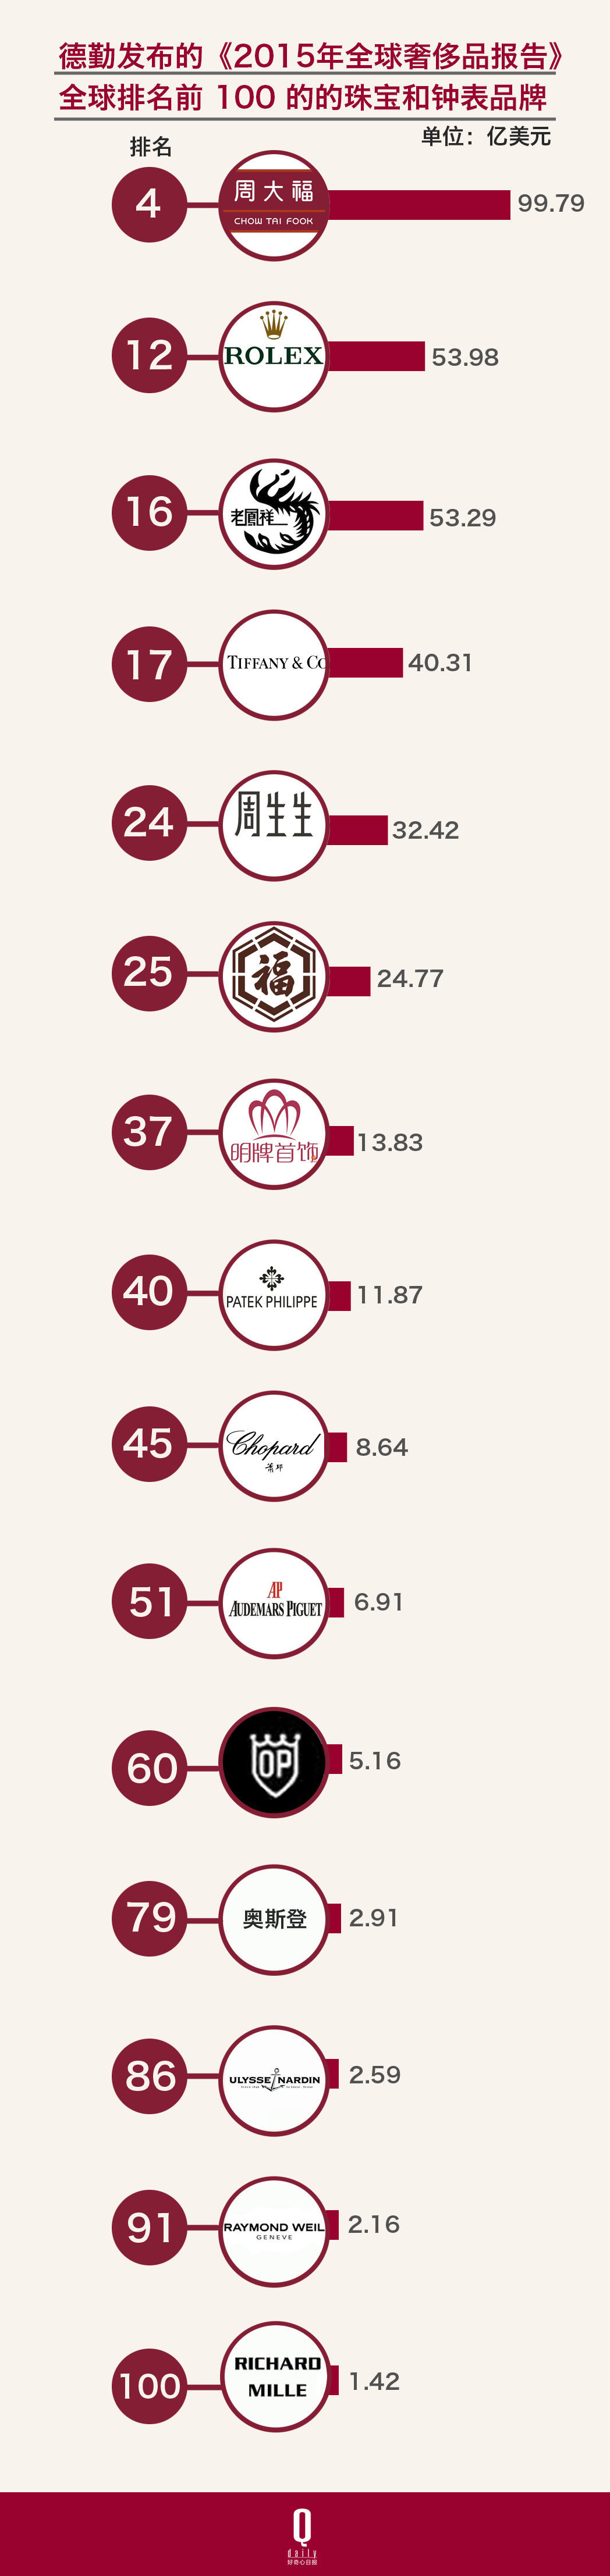 德勤发布的《2015年全球奢侈品报告》
全球排名前 100 的的珠宝和钟表品牌
单位：亿美元
排名
4
周大福
CHOW TAI FOOK
99.79
12
ROLEX
53.98
16
老鳳祥
53.29
17
TIFFANY & CO
40.31
24
周生生
32.42
25
福
24.77
37
明牌首饰
13.83
40
PATEK PHILIPPE
11.87
45
Chopard
萧邦
8.64
51
AP
AUDEMARS PIGUET
6.91
60
OP
5.16
79
奥斯登
2.91
86
ULYSSE NARDIN
2.59
91
RAYMOND WEIL
GENEVE
2.16
100
RICHARD
MILLE
1.42
Q
daily
好奇心日报